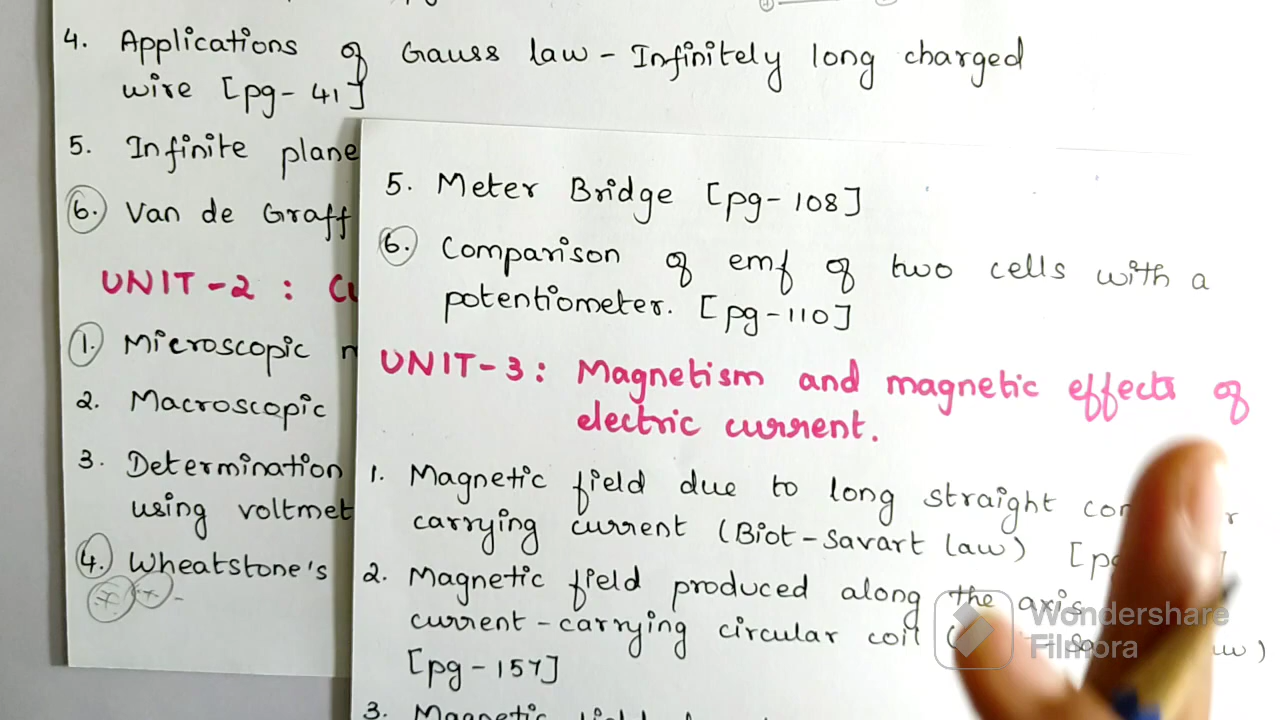 4. Applications of Gauss law - Infinitely long charged
wire [pg- 41]
5. Infinite plane
6. Van de Graff
UNIT-2 :
1. Microscopic
2. Macroscopic
3. Determination
using voltmet
4. Wheatstone's
5. Meter Bridge [pg-108]
6. Comparison of emf of two cells with a
potentiometer. [pg-110]
UNIT-3 : Magnetism and magnetic effects of
electric current.
1. Magnetic field due to long straight
carrying current (Biot-Savart law)
2. Magnetic field produced along the axis
current-carrying circular coil
[pg-157]
3. Magnetic field
Wondershare
Filmora